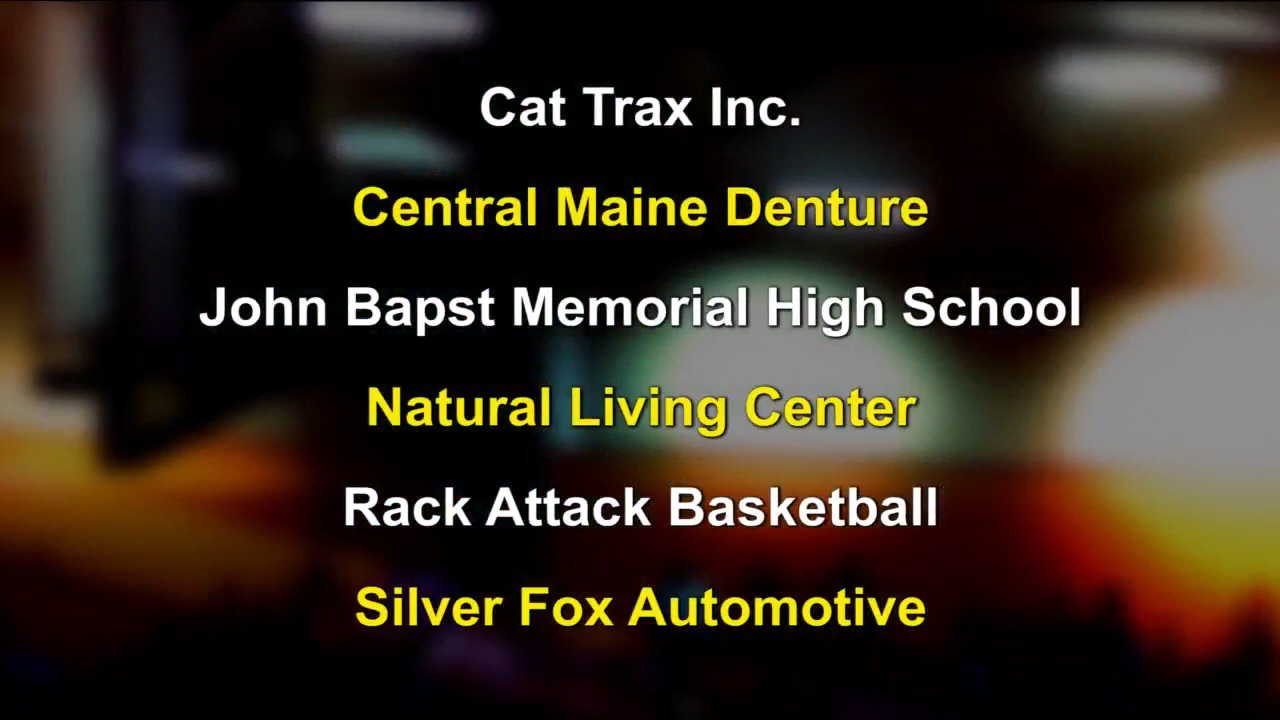 Cat Trax Inc.
Central Maine Denture
John Bapst Memorial High School
Natural Living Center
Rack Attack Basketball
Silver Fox Automotive